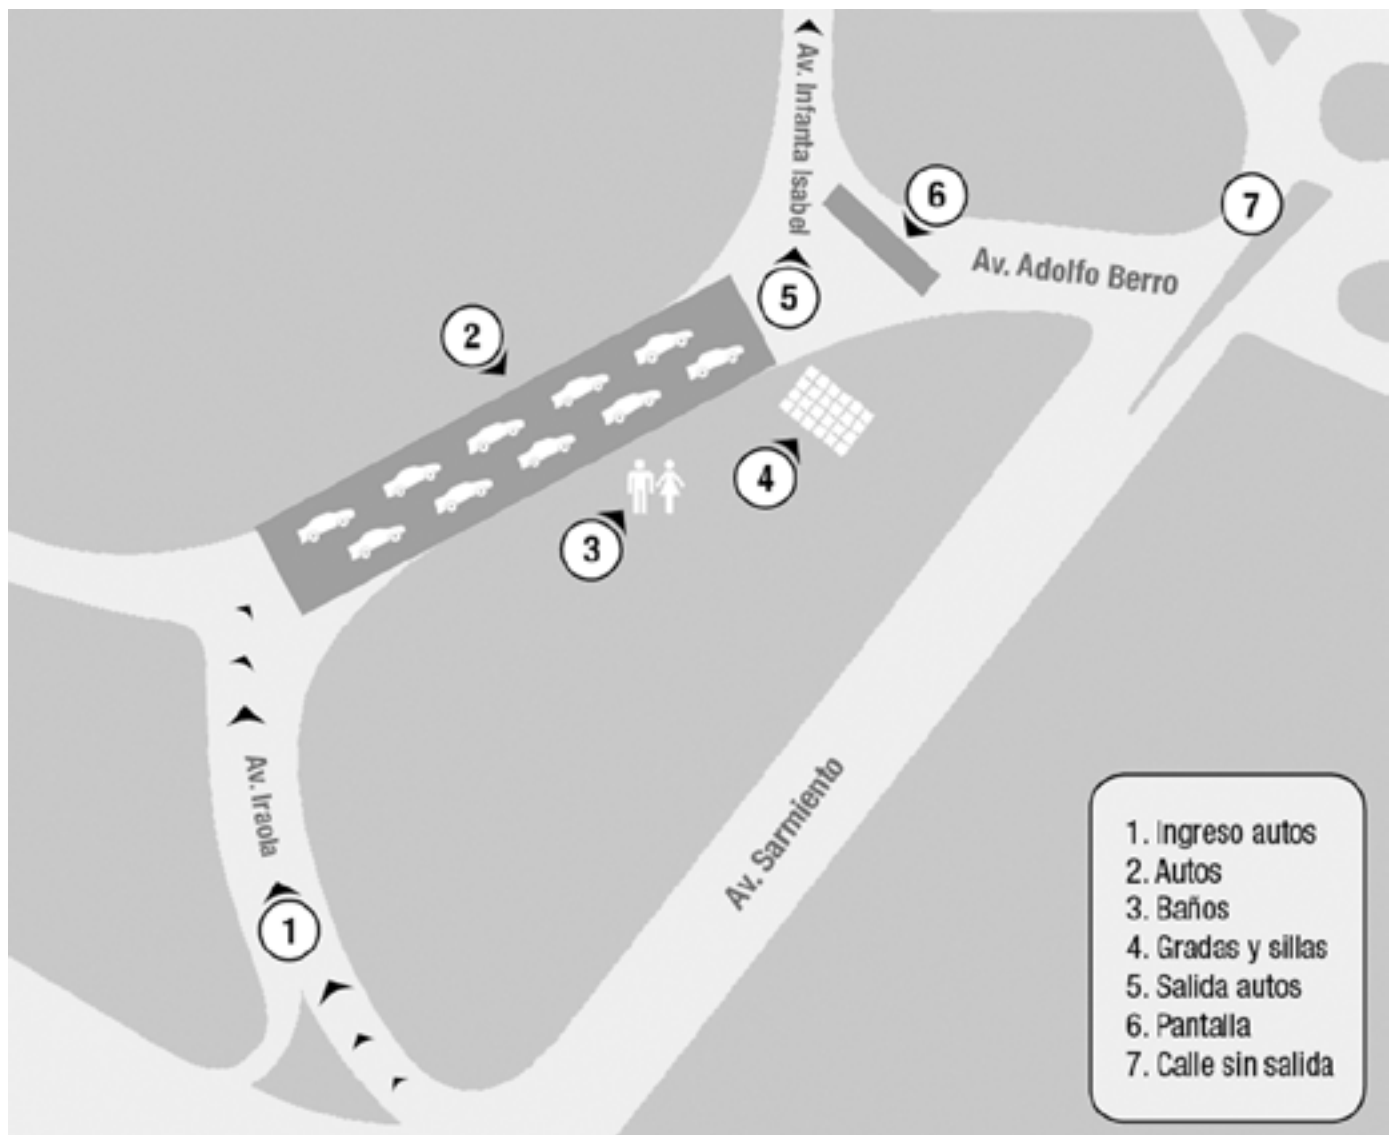 Av. Infanta Isabel
6
7
Av. Adolfo Berro
5
2
4
3
Av. Iraola
Av. Sarmiento
1
1. Ingreso autos
2. Autos
3. Baños
4. Gradas y sillas
5. Salida autos
6. Pantalla
7. Calle sin salida